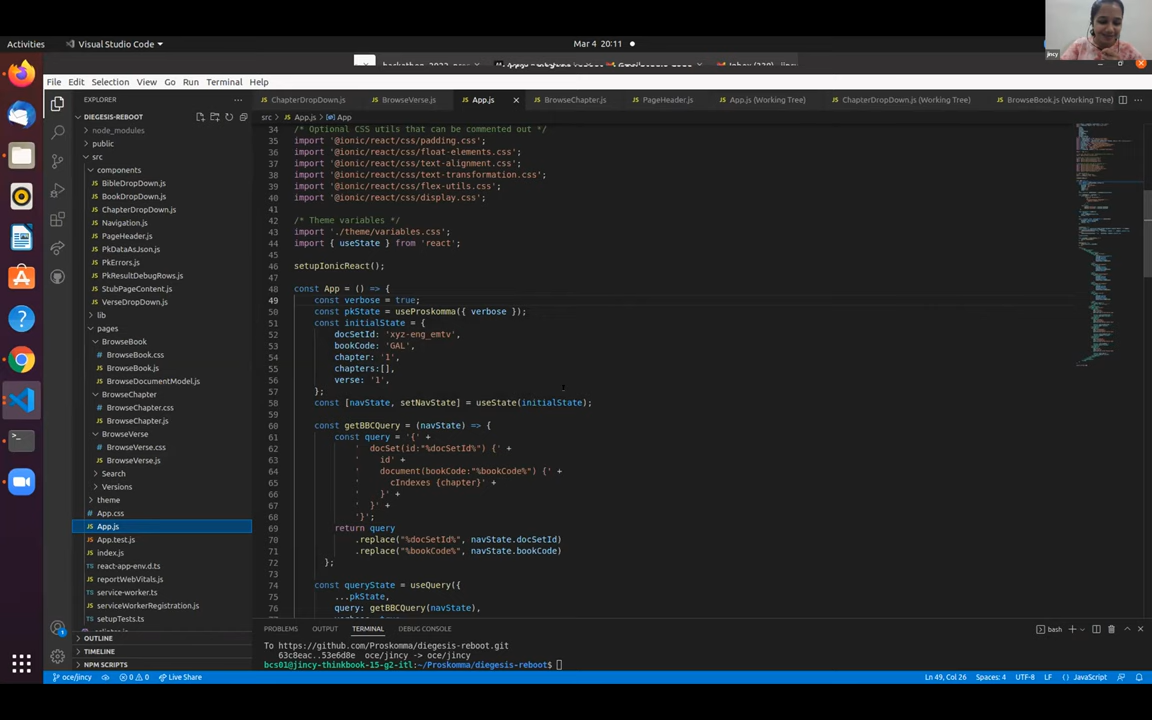 jincy
Activities
Visual Studio Code
Mar 4 20:11
File Edit Selection View Go Run Terminal Help
EXPLORER
ChapterDropDown.js
BrowseVerse.js
App.js
BrowseChapter.js
PageHeader.js
App.js (Working Tree)
ChapterDropDown.js (Working Tree)
BrowseBook.js (Working Tree)
DIEGESIS-REBOOT
src > App.js > App
node_modules
public
src
components
BibleDropDown.js
BookDropDown.js
ChapterDropDown.js
Navigation.js
PageHeader.js
PkDataAsJson.js
PkErrors.js
PkResultDebugRows.js
StubPageContent.js
VerseDropDown.js
lib
pages
BrowseBook
BrowseBook.css
BrowseBook.js
BrowseDocumentModel.js
BrowseChapter
BrowseChapter.css
BrowseChapter.js
BrowseVerse
BrowseVerse.css
BrowseVerse.js
Search
Versions
theme
App.css
App.js
App.test.js
index.js
react-app-env.d.ts
reportWebVitals.js
service-worker.ts
serviceWorkerRegistration.js
setupTests.ts
OUTLINE
TIMELINE
NPM SCRIPTS
34 /* Optional CSS utils that can be commented out */
35 import '@ionic/react/css/padding.css';
36 import '@ionic/react/css/float-elements.css';
37 import '@ionic/react/css/text-alignment.css';
38 import '@ionic/react/css/text-transformation.css';
39 import '@ionic/react/css/flex-utils.css';
40 import '@ionic/react/css/display.css';
41
42 /* Theme variables */
43 import './theme/variables.css';
44 import { useState } from 'react';
45
46 setupIonicReact();
47
48 const App = () => {
49 const verbose = true;
50 const pkState = useProskomma({ verbose });
51 const initialState = {
52 docSetId: 'xyz-eng_emtv',
53 bookCode: 'GAL',
54 chapter: '1',
55 chapters:[],
56 verse: '1',
57 };
58 const [navState, setNavState] = useState(initialState);
59
60 const getBBCQuery = (navState) => {
61 const query = '{' +
62 ' docSet(id:"%docSetId%") {' +
63 ' id' +
64 ' document(bookCode:"%bookCode%") {' +
65 ' cIndexes {chapter}' +
66 ' }' +
67 ' }' +
68 '}';
69 return query
70 .replace("%docSetId%", navState.docSetId)
71 .replace("%bookCode%", navState.bookCode)
72 };
73
74 const queryState = useQuery({
75 ...pkState,
76 query: getBBCQuery(navState),
PROBLEMS OUTPUT TERMINAL DEBUG CONSOLE
bash
To https://github.com/Proskomma/diegesis-reboot.git
63c8eac..53e6d8e oce/jincy -> oce/jincy
bcs01@jincy-thinkbook-15-g2-itl:~/Proskomma/diegesis-reboot$
oce/jincy
0 0
Live Share
Ln 49, Col 26
Spaces: 4
UTF-8
LF
{} JavaScript